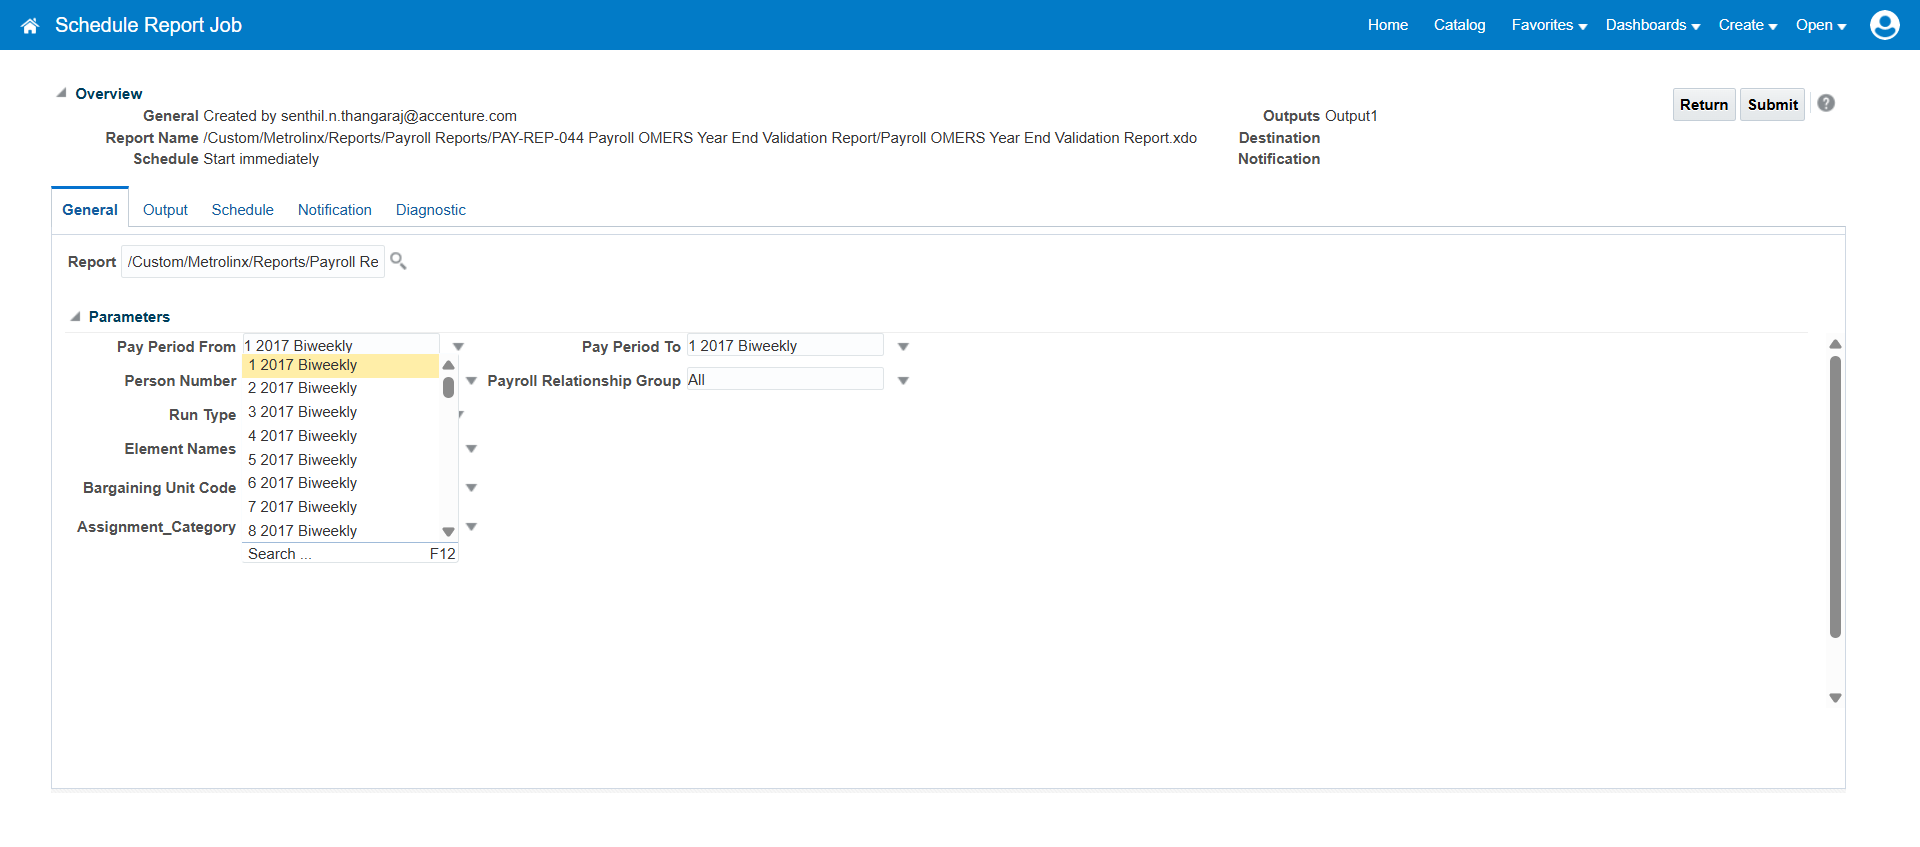 Schedule Report Job
Home Catalog Favorites Dashboards Create Open
Overview
General Created by senthil.n.thangaraj@accenture.com
Report Name /Custom/Metrolinx/Reports/Payroll Reports/PAY-REP-044 Payroll OMERS Year End Validation Report/Payroll OMERS Year End Validation Report.xdo
Schedule Start immediately
Outputs Output1
Destination
Notification
Return Submit ?
General Output Schedule Notification Diagnostic
Report /Custom/Metrolinx/Reports/Payroll Re
Parameters
Pay Period From 1 2017 Biweekly
Pay Period To 1 2017 Biweekly
Person Number
Payroll Relationship Group All
Run Type
Element Names
Bargaining Unit Code
Assignment_Category
1 2017 Biweekly
2 2017 Biweekly
3 2017 Biweekly
4 2017 Biweekly
5 2017 Biweekly
6 2017 Biweekly
7 2017 Biweekly
8 2017 Biweekly
Search ... F12